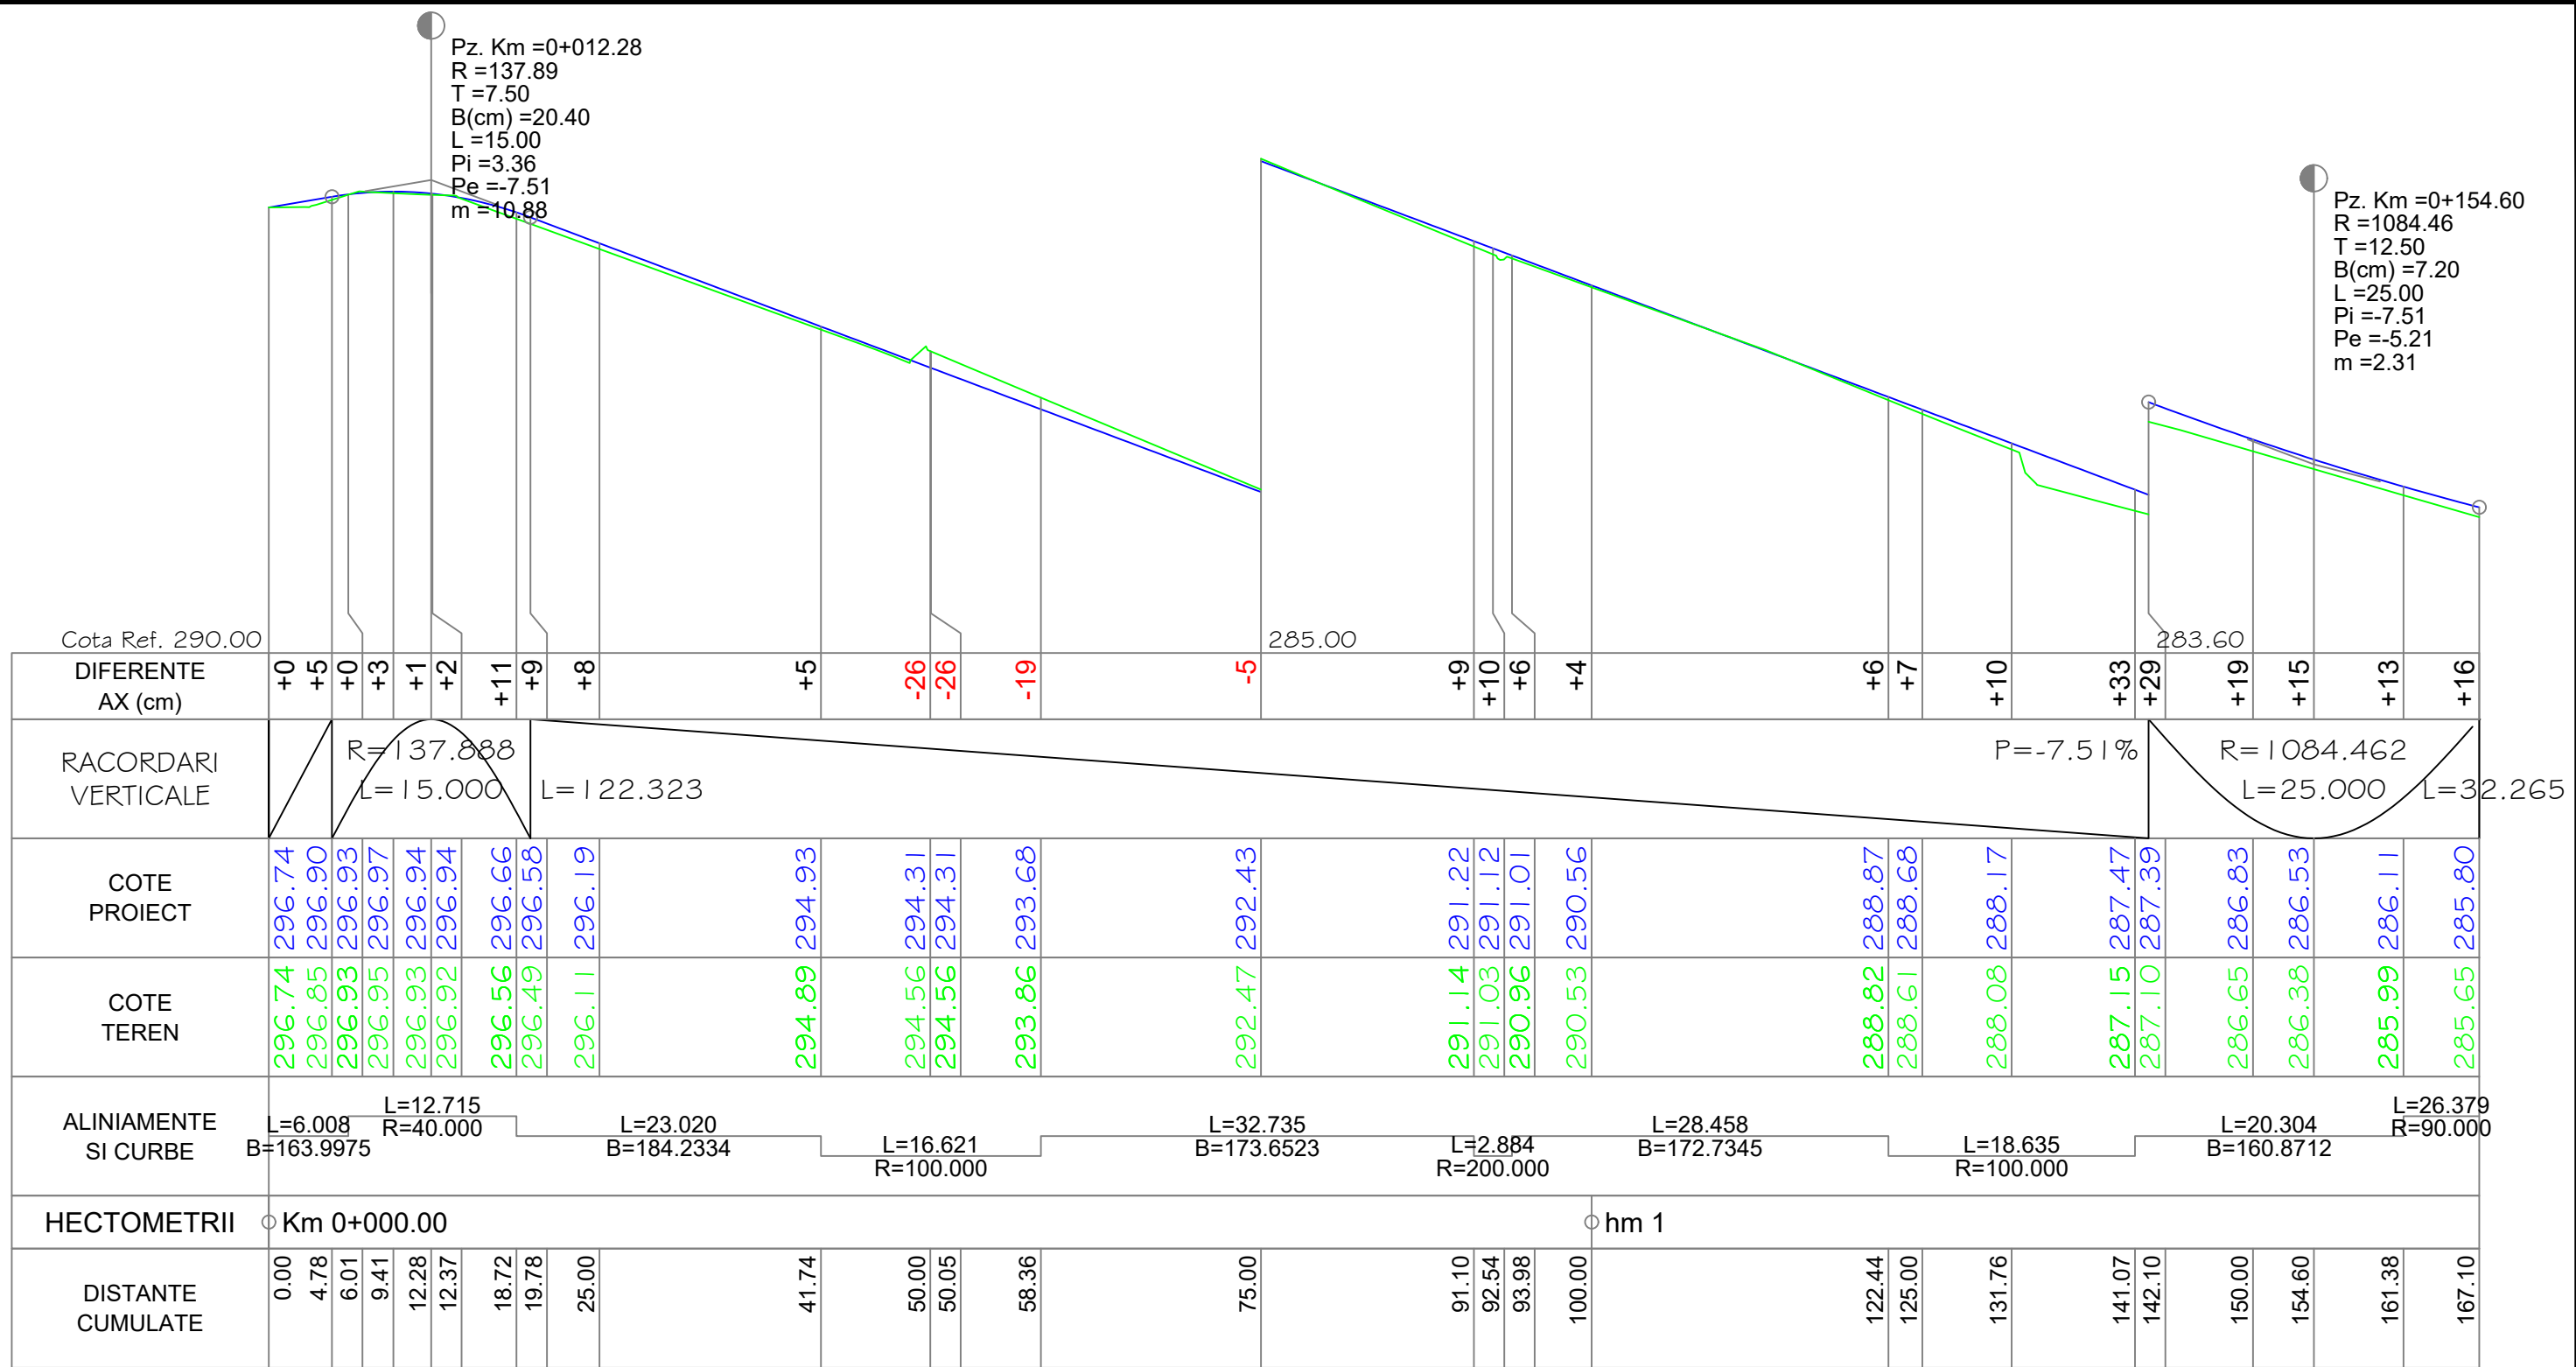 Pz. Km =0+012.28
R =137.89
T =7.50
B(cm) =20.40
L =15.00
Pi =3.36
Pe =-7.51
m =10.88
Pz. Km =0+154.60
R =1084.46
T =12.50
B(cm) =7.20
L =25.00
Pi =-7.51
Pe =-5.21
m =2.31
Cota Ref. 290.00
285.00
283.60
DIFERENTE
AX (cm)
+0 +5 +0 +3 +1 +2 +11 +9 +8 +5 -26 -26 -19 -5 +9 +10 +6 +4 +6 +7 +10 +33 +29 +19 +15 +13 +16
RACORDARI
VERTICALE
R=137.888
L=15.000
L=122.323
P=-7.51%
R=1084.462
L=25.000
L=32.265
COTE
PROIECT
296.74 296.90 296.93 296.97 296.94 296.94 296.66 296.58 296.19 294.93 294.31 294.31 293.68 292.43 291.22 291.12 291.01 290.56 288.87 288.68 288.17 287.47 287.39 286.83 286.53 286.11 285.80
COTE
TEREN
296.74 296.85 296.93 296.95 296.93 296.92 296.56 296.49 296.11 294.89 294.56 294.56 293.86 292.47 291.14 291.03 290.96 290.53 288.82 288.61 288.08 287.15 287.10 286.65 286.38 285.99 285.65
ALINIAMENTE
SI CURBE
L=6.008
B=163.9975
L=12.715
R=40.000
L=23.020
B=184.2334
L=16.621
R=100.000
L=32.735
B=173.6523
L=2.884
R=200.000
L=28.458
B=172.7345
L=18.635
R=100.000
L=20.304
B=160.8712
L=26.379
R=90.000
HECTOMETRII
Km 0+000.00
hm 1
DISTANTE
CUMULATE
0.00 4.78 6.01 9.41 12.28 12.37 18.72 19.78 25.00 41.74 50.00 50.05 58.36 75.00 91.10 92.54 93.98 100.00 122.44 125.00 131.76 141.07 142.10 150.00 154.60 161.38 167.10